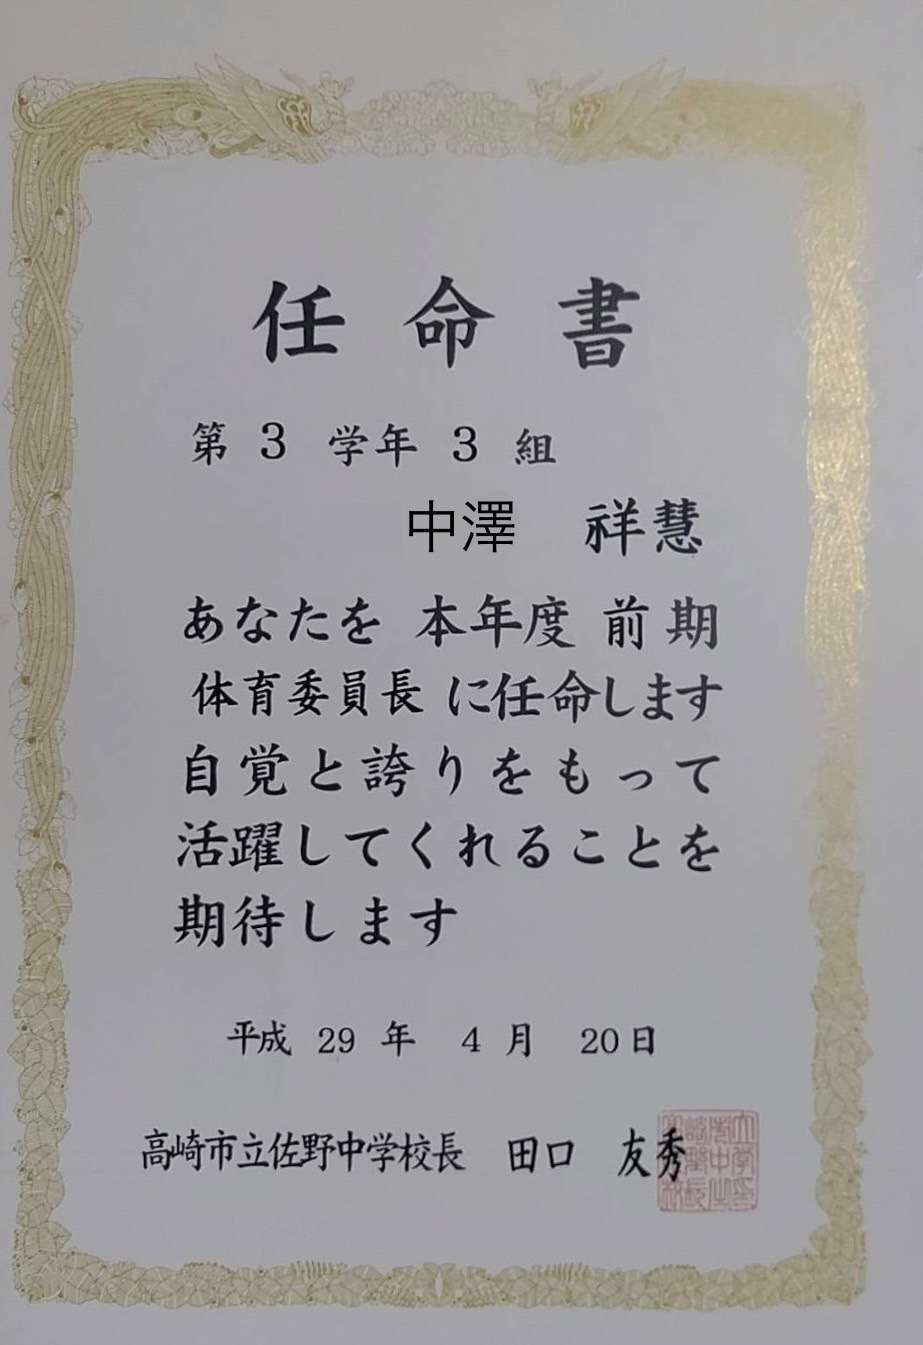 任命書
第 3 学年 3 組
中澤 祥慧
あなたを 本年度 前期
体育委員長 に任命します
自覚と誇りをもって
活躍してくれることを
期待します
平成 29 年 4 月 20日
高崎市立佐野中学校長 田口 友秀